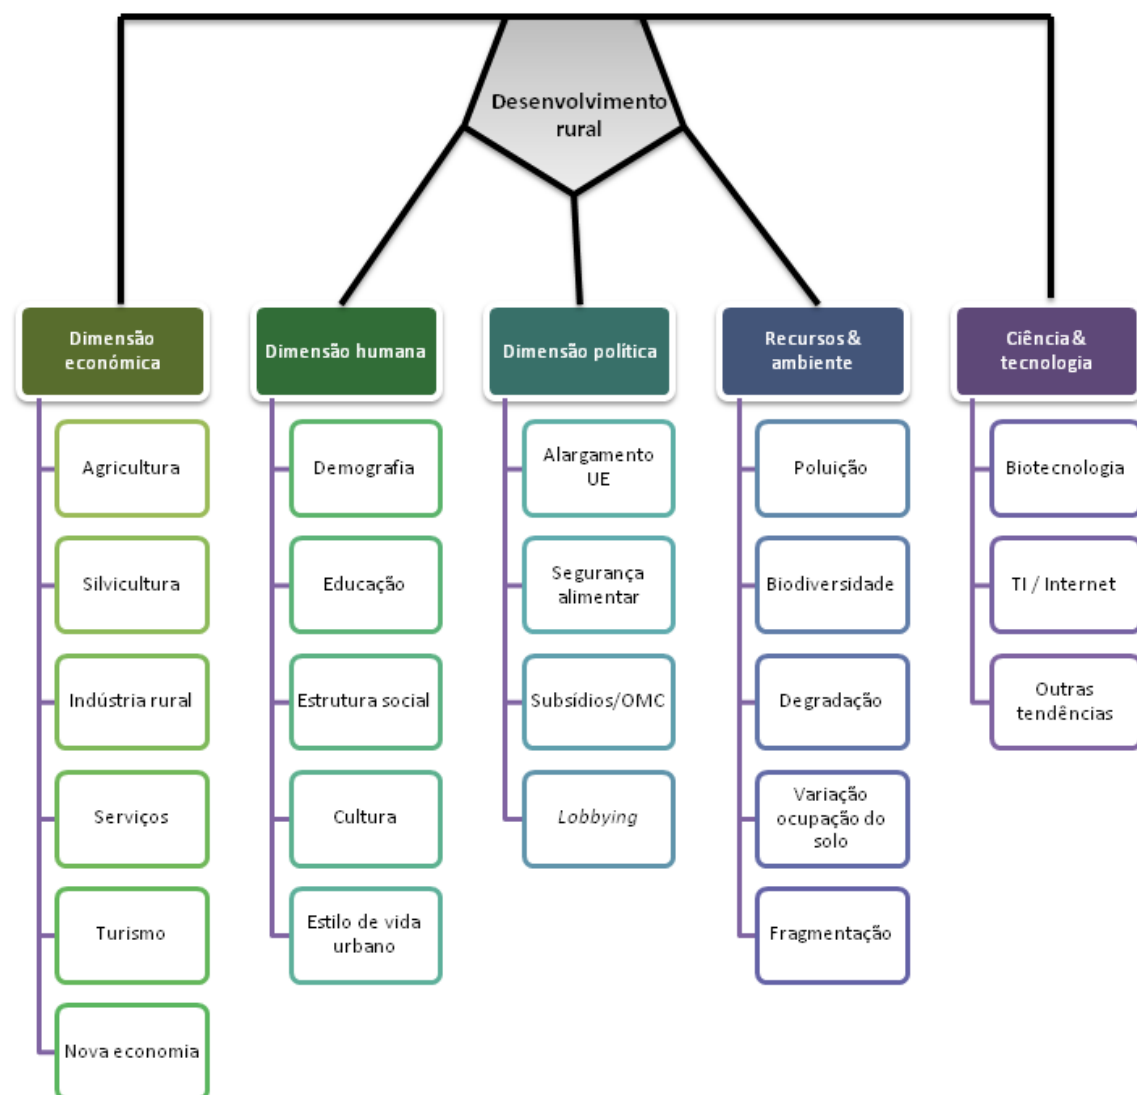 Desenvolvimento
rural
Dimensão
económica
Agricultura
Silvicultura
Indústria rural
Serviços
Turismo
Nova economia
Dimensão humana
Demografia
Educação
Estrutura social
Cultura
Estilo de vida
urbano
Dimensão política
Alargamento
UE
Segurança
alimentar
Subsídios/OMC
Lobbying
Recursos &
ambiente
Poluição
Biodiversidade
Degradação
Variação
ocupação do
solo
Fragmentação
Ciência &
tecnologia
Biotecnologia
TI / Internet
Outras
tendências